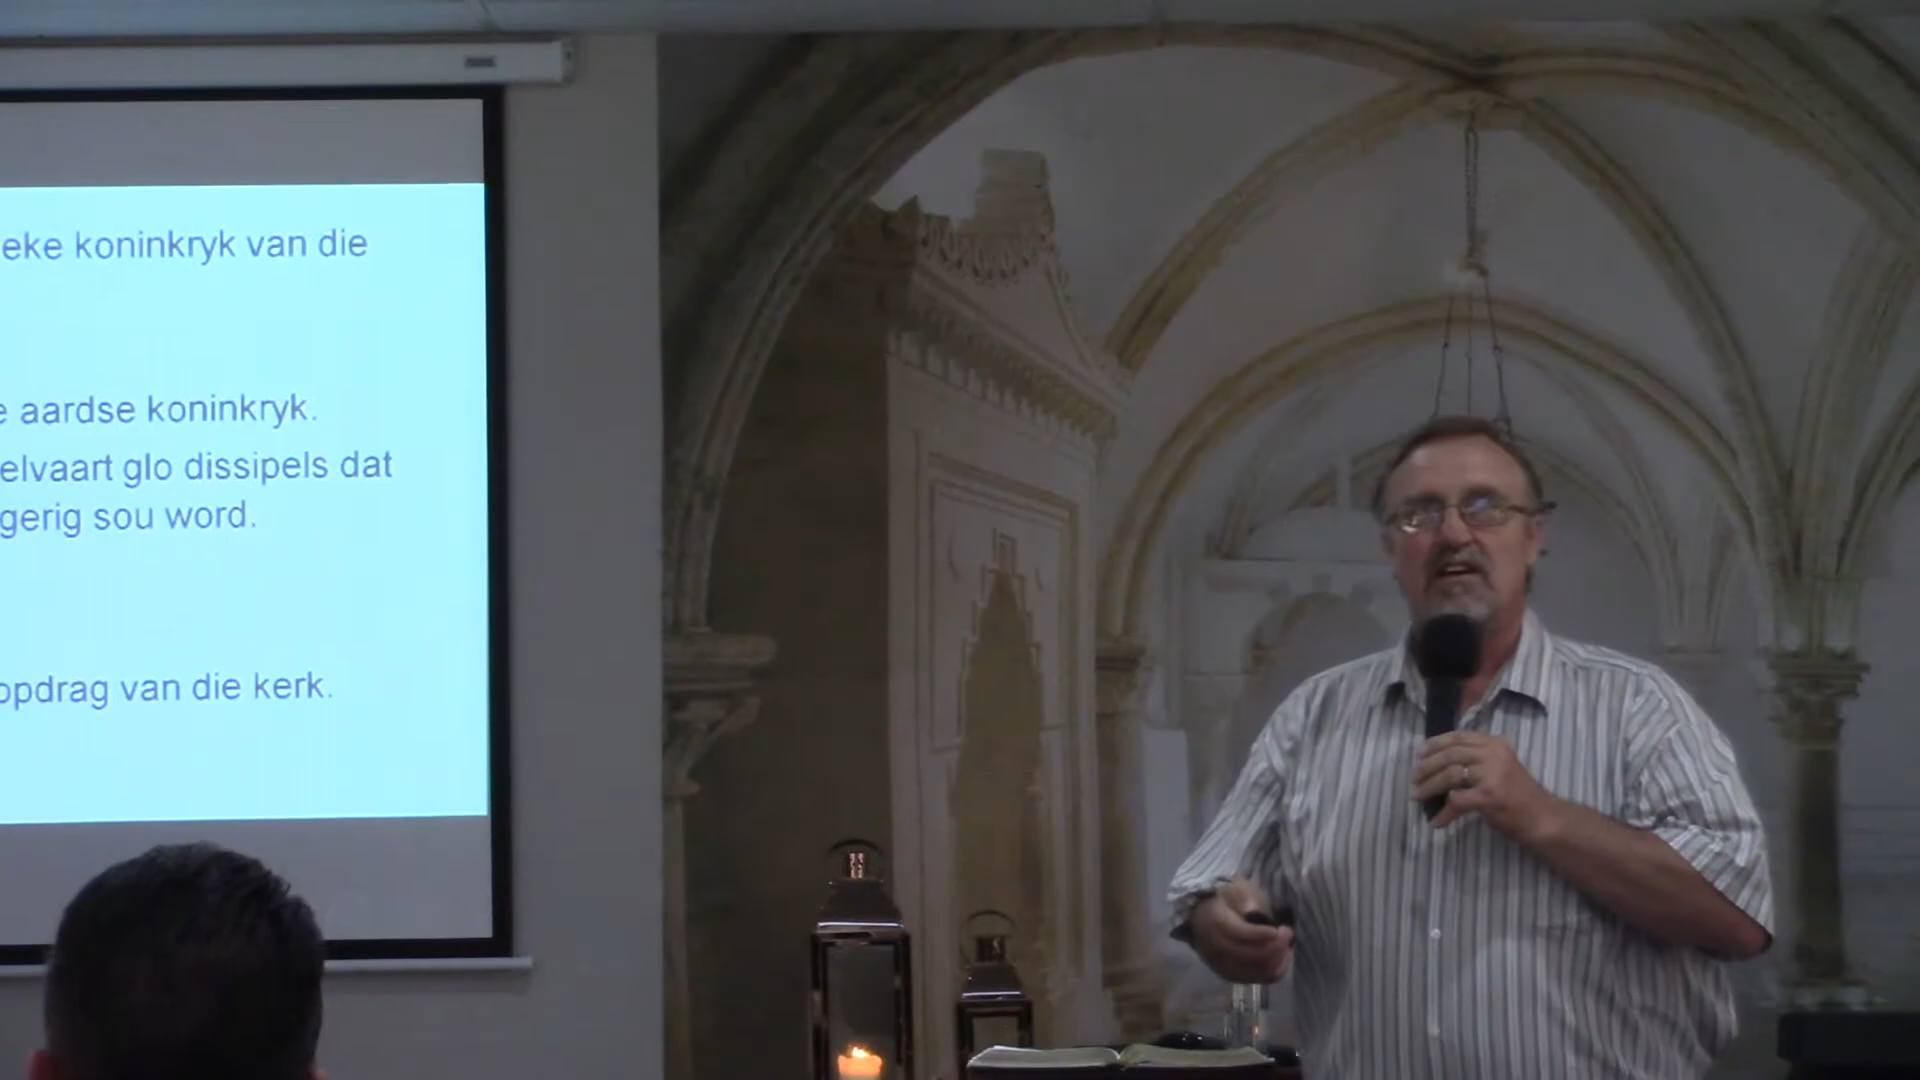 eke koninkryk van die
e aardse koninkryk.
elvaart glo dissipels dat
gerig sou word.
opdrag van die kerk.